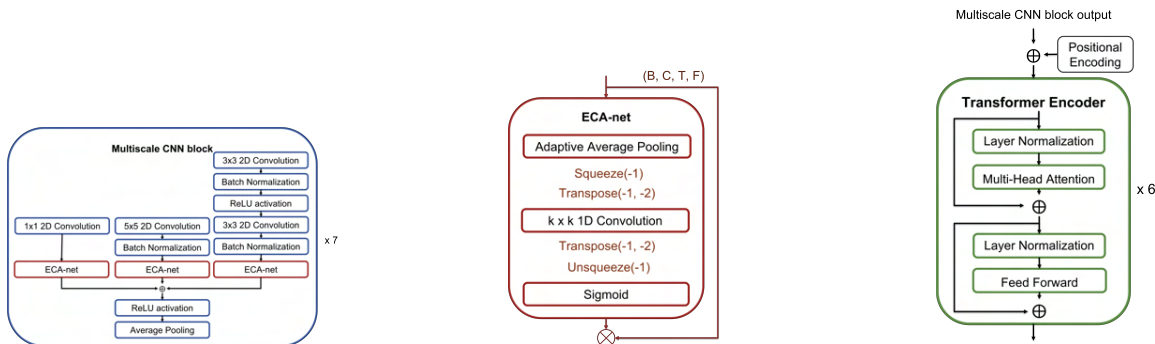 Multiscale CNN block
3x3 2D Convolution
Batch Normalization
ReLU activation
1x1 2D Convolution
5x5 2D Convolution
3x3 2D Convolution
Batch Normalization
Batch Normalization
ECA-net
ECA-net
ECA-net
ReLU activation
Average Pooling
x 7
(B, C, T, F)
ECA-net
Adaptive Average Pooling
Squeeze(-1)
Transpose(-1, -2)
k x k 1D Convolution
Transpose(-1, -2)
Unsqueeze(-1)
Sigmoid
Multiscale CNN block output
Positional
Encoding
Transformer Encoder
Layer Normalization
Multi-Head Attention
Layer Normalization
Feed Forward
x 6